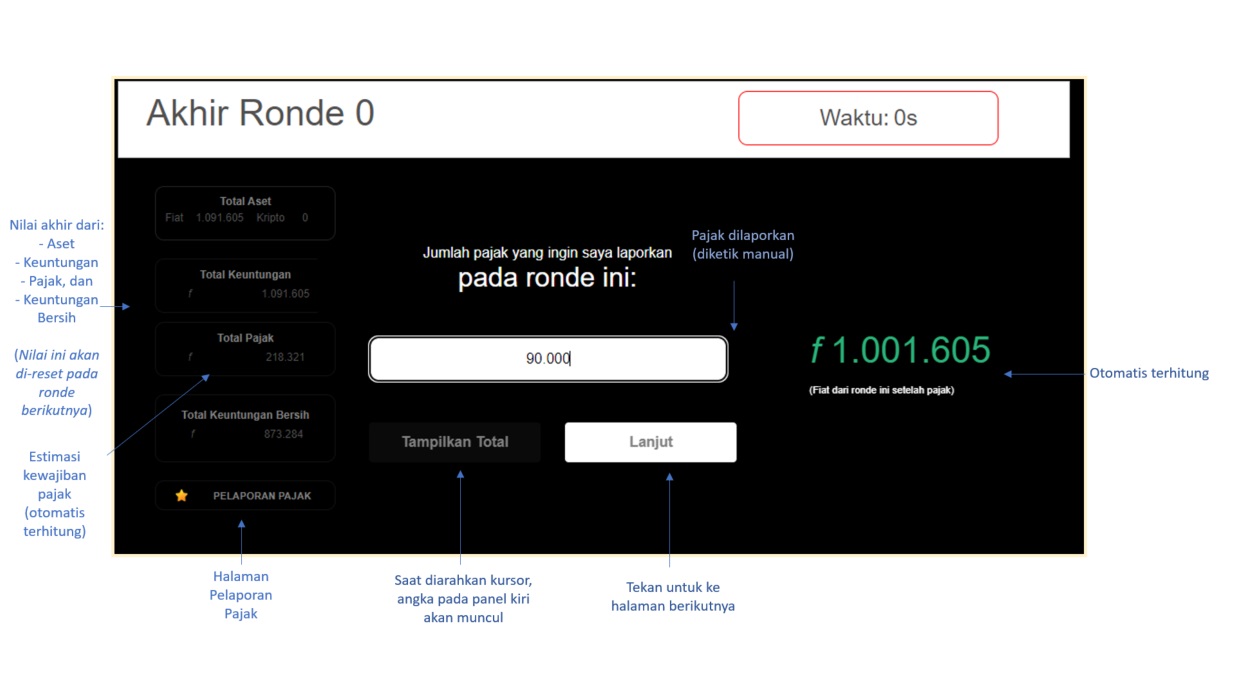 Akhir Ronde 0
Waktu: 0s
Nilai akhir dari:
- Aset
- Keuntungan
- Pajak, dan
- Keuntungan
Bersih
(Nilai ini akan
di-reset pada
ronde
berikutnya)
Estimasi
kewajiban
pajak
(otomatis
terhitung)
Total Aset
Fiat 1.091.605 Kripto 0
Total Keuntungan
f 1.091.605
Total Pajak
f 218.321
Total Keuntungan Bersih
f 873.284
PELAPORAN PAJAK
Jumlah pajak yang ingin saya laporkan
pada ronde ini:
Pajak dilaporkan
(diketik manual)
90.000
Tampilkan Total
Lanjut
f 1.001.605
(Fiat dari ronde ini setelah pajak)
Otomatis terhitung
Halaman
Pelaporan
Pajak
Saat diarahkan kursor,
angka pada panel kiri
akan muncul
Tekan untuk ke
halaman berikutnya